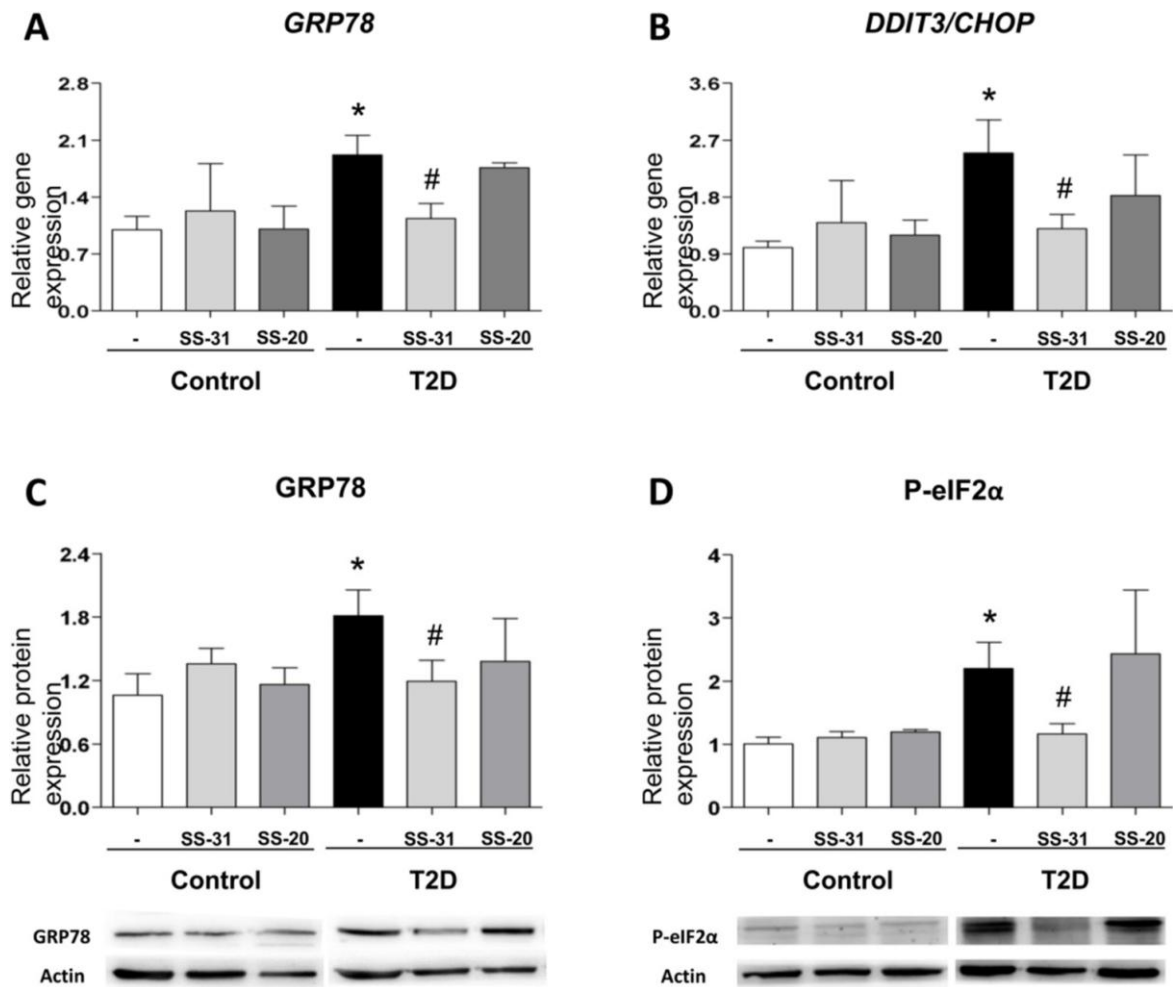 A
GRP78
Relative gene
expression
2.8
2.1
1.4
0.7
0.0
*
#
- SS-31 SS-20 - SS-31 SS-20
Control T2D
B
DDIT3/CHOP
Relative gene
expression
3.6
2.7
1.8
0.9
0.0
*
#
- SS-31 SS-20 - SS-31 SS-20
Control T2D
C
GRP78
Relative protein
expression
2.4
1.8
1.2
0.6
0.0
*
#
- SS-31 SS-20 - SS-31 SS-20
Control T2D
GRP78
Actin
D
P-eIF2α
Relative protein
expression
4
3
2
1
0
*
#
- SS-31 SS-20 - SS-31 SS-20
Control T2D
P-eIF2α
Actin